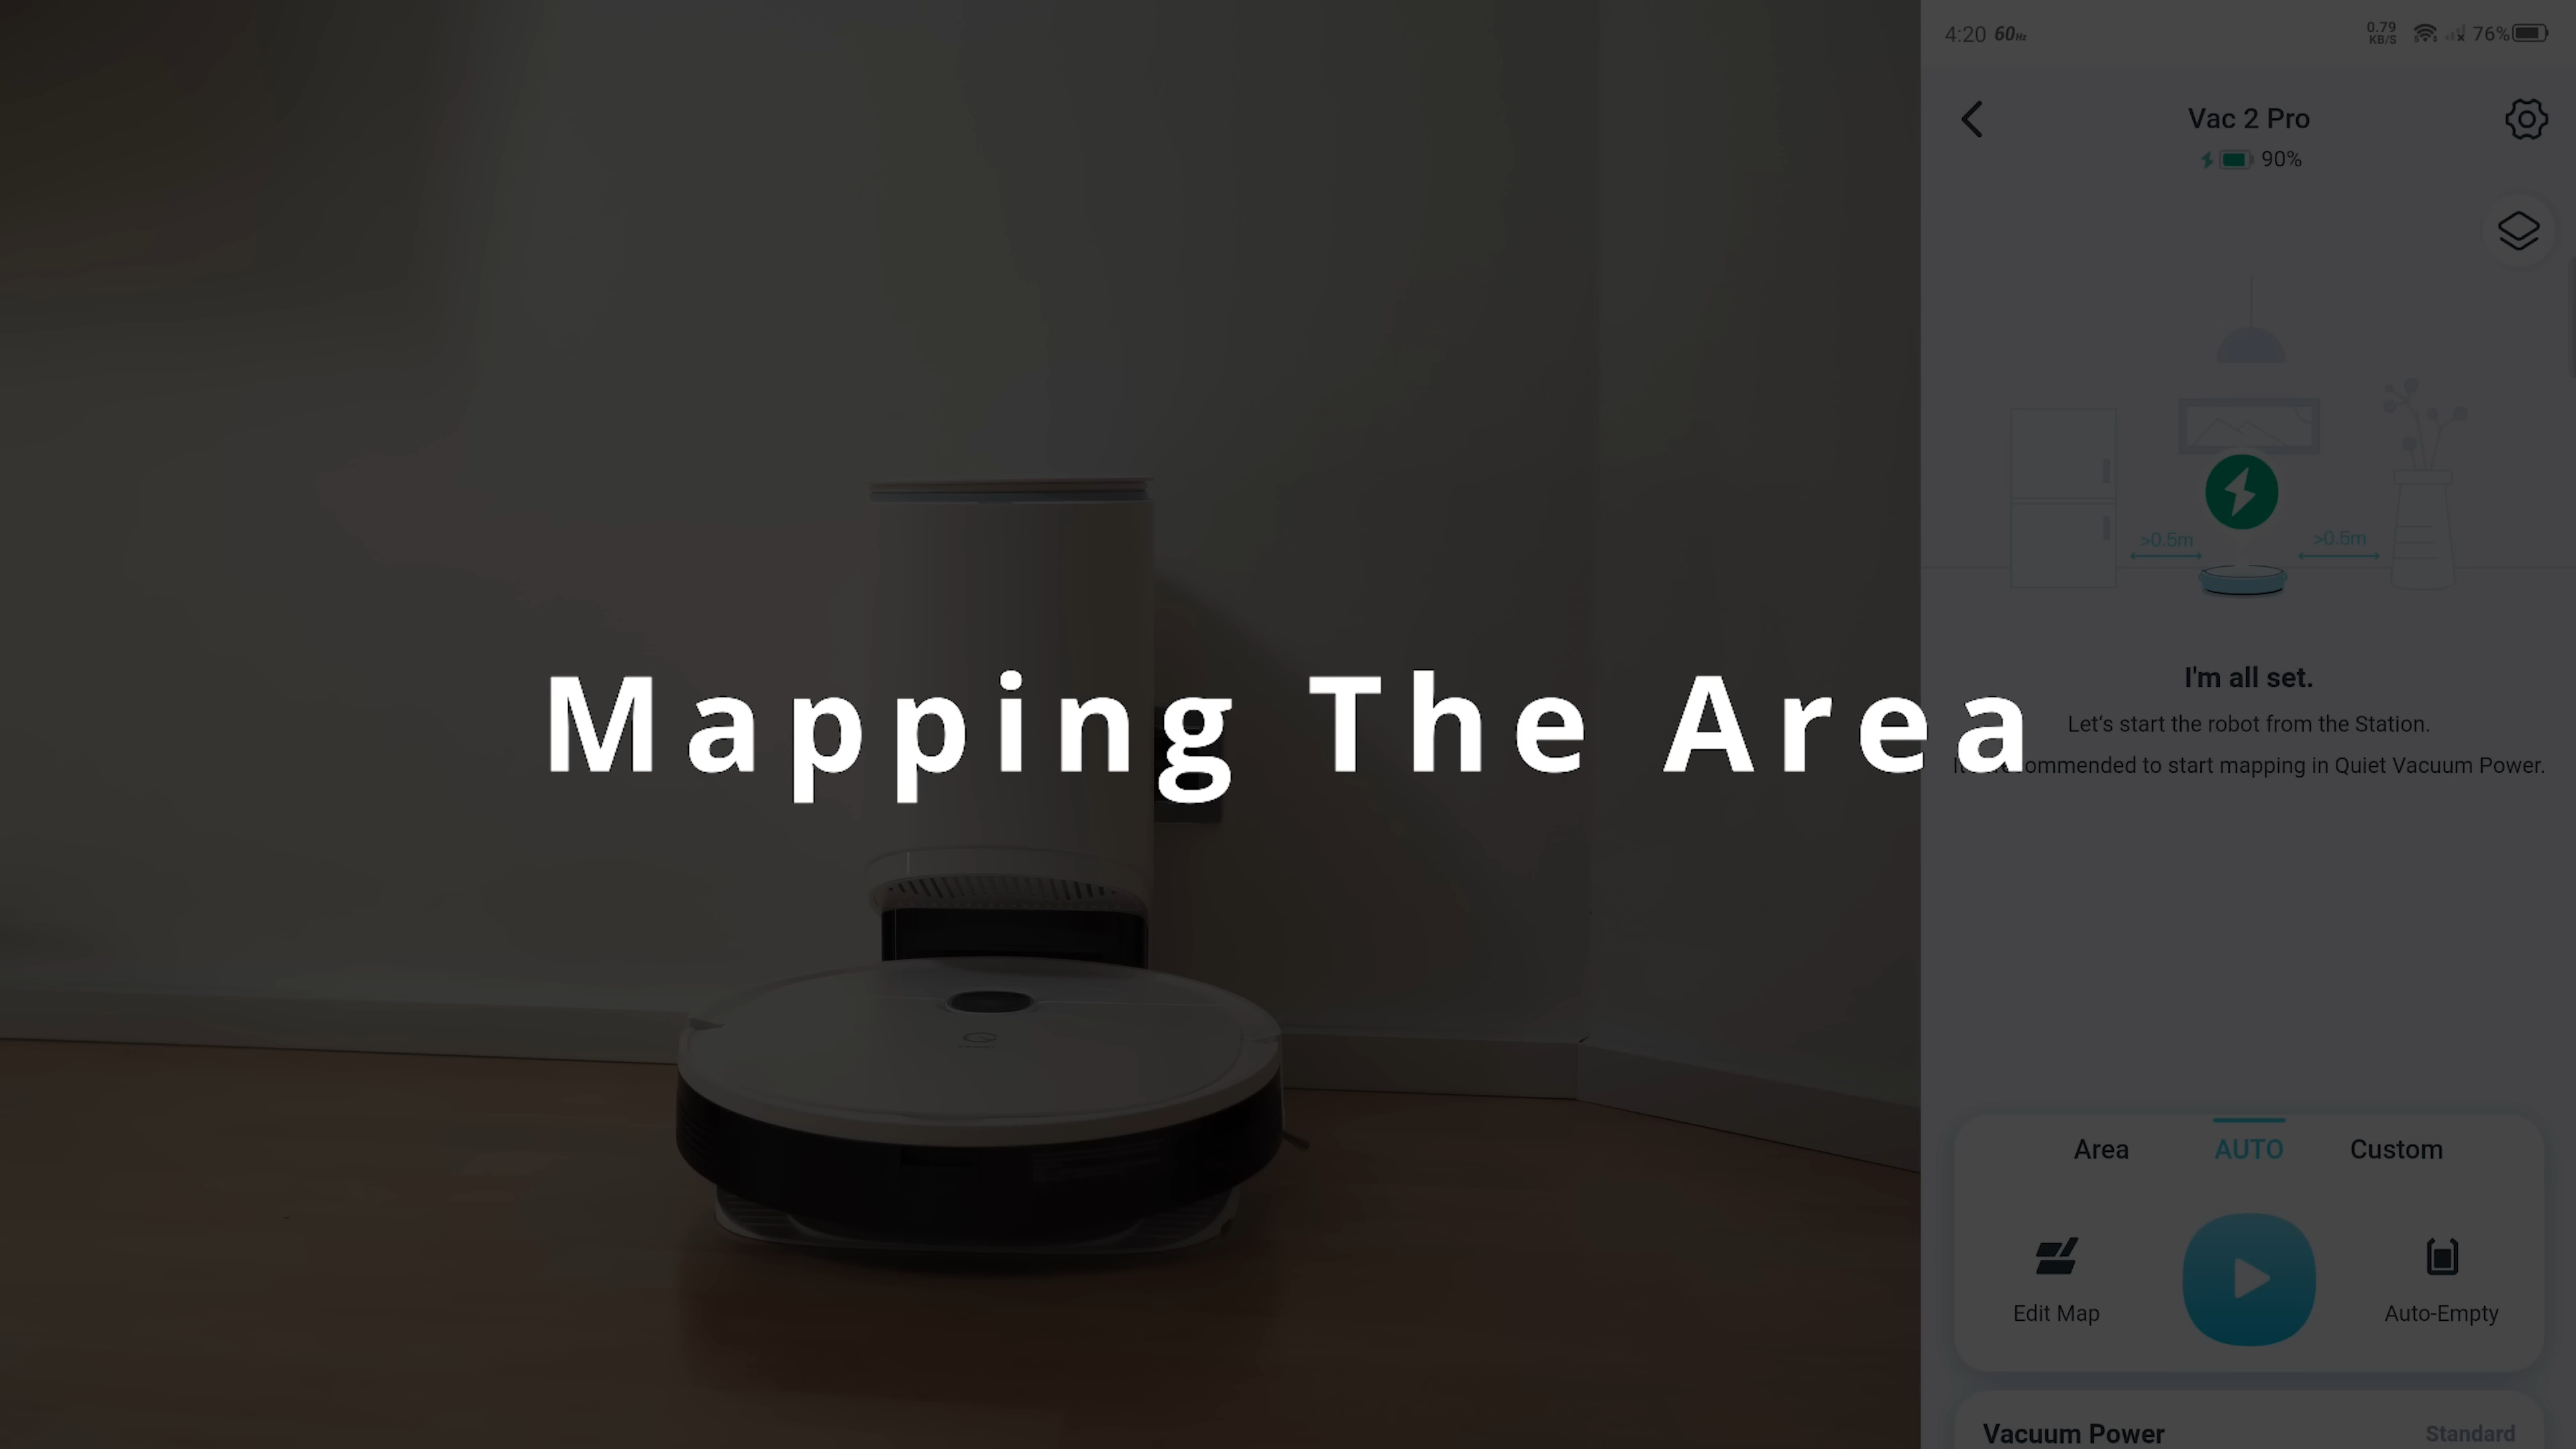 4:20 60Hz
0.79 KB/S
76%
Vac 2 Pro
90%
>0.5m
>0.5m
I'm all set.
Mapping The Area
Let's start the robot from the Station.
recommended to start mapping in Quiet Vacuum Power.
Area AUTO Custom
Edit Map
Auto-Empty
Vacuum Power Standard